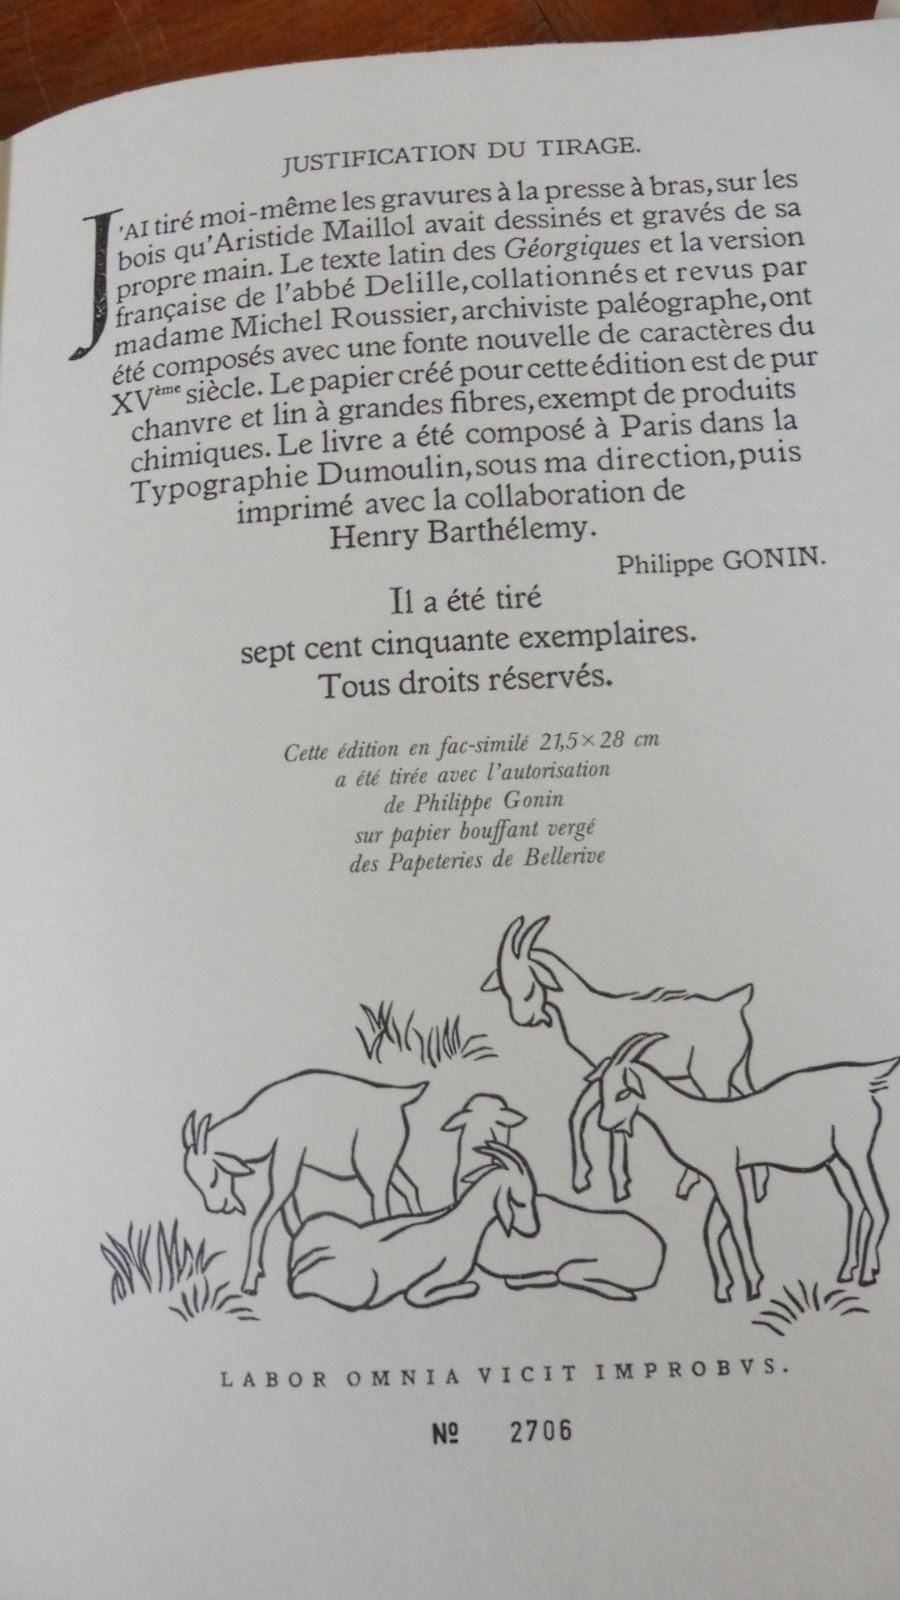 JUSTIFICATION DU TIRAGE.
J'AI tiré moi-même les gravures à la presse à bras, sur les
bois qu'Aristide Maillol avait dessinés et gravés de sa
propre main. Le texte latin des Géorgiques et la version
française de l'abbé Delille, collationnés et revus par
madame Michel Roussier, archiviste paléographe, ont
été composés avec une fonte nouvelle de caractères du
XVème siècle. Le papier créé pour cette édition est de pur
chanvre et lin à grandes fibres, exempt de produits
chimiques. Le livre a été composé à Paris dans la
Typographie Dumoulin, sous ma direction, puis
imprimé avec la collaboration de
Henry Barthélemy.
Philippe GONIN.
Il a été tiré
sept cent cinquante exemplaires.
Tous droits réservés.
Cette édition en fac-similé 21,5 × 28 cm
a été tirée avec l'autorisation
de Philippe Gonin
sur papier bouffant vergé
des Papeteries de Bellerive
LABOR OMNIA VICIT IMPROBVS.
Nº 2706